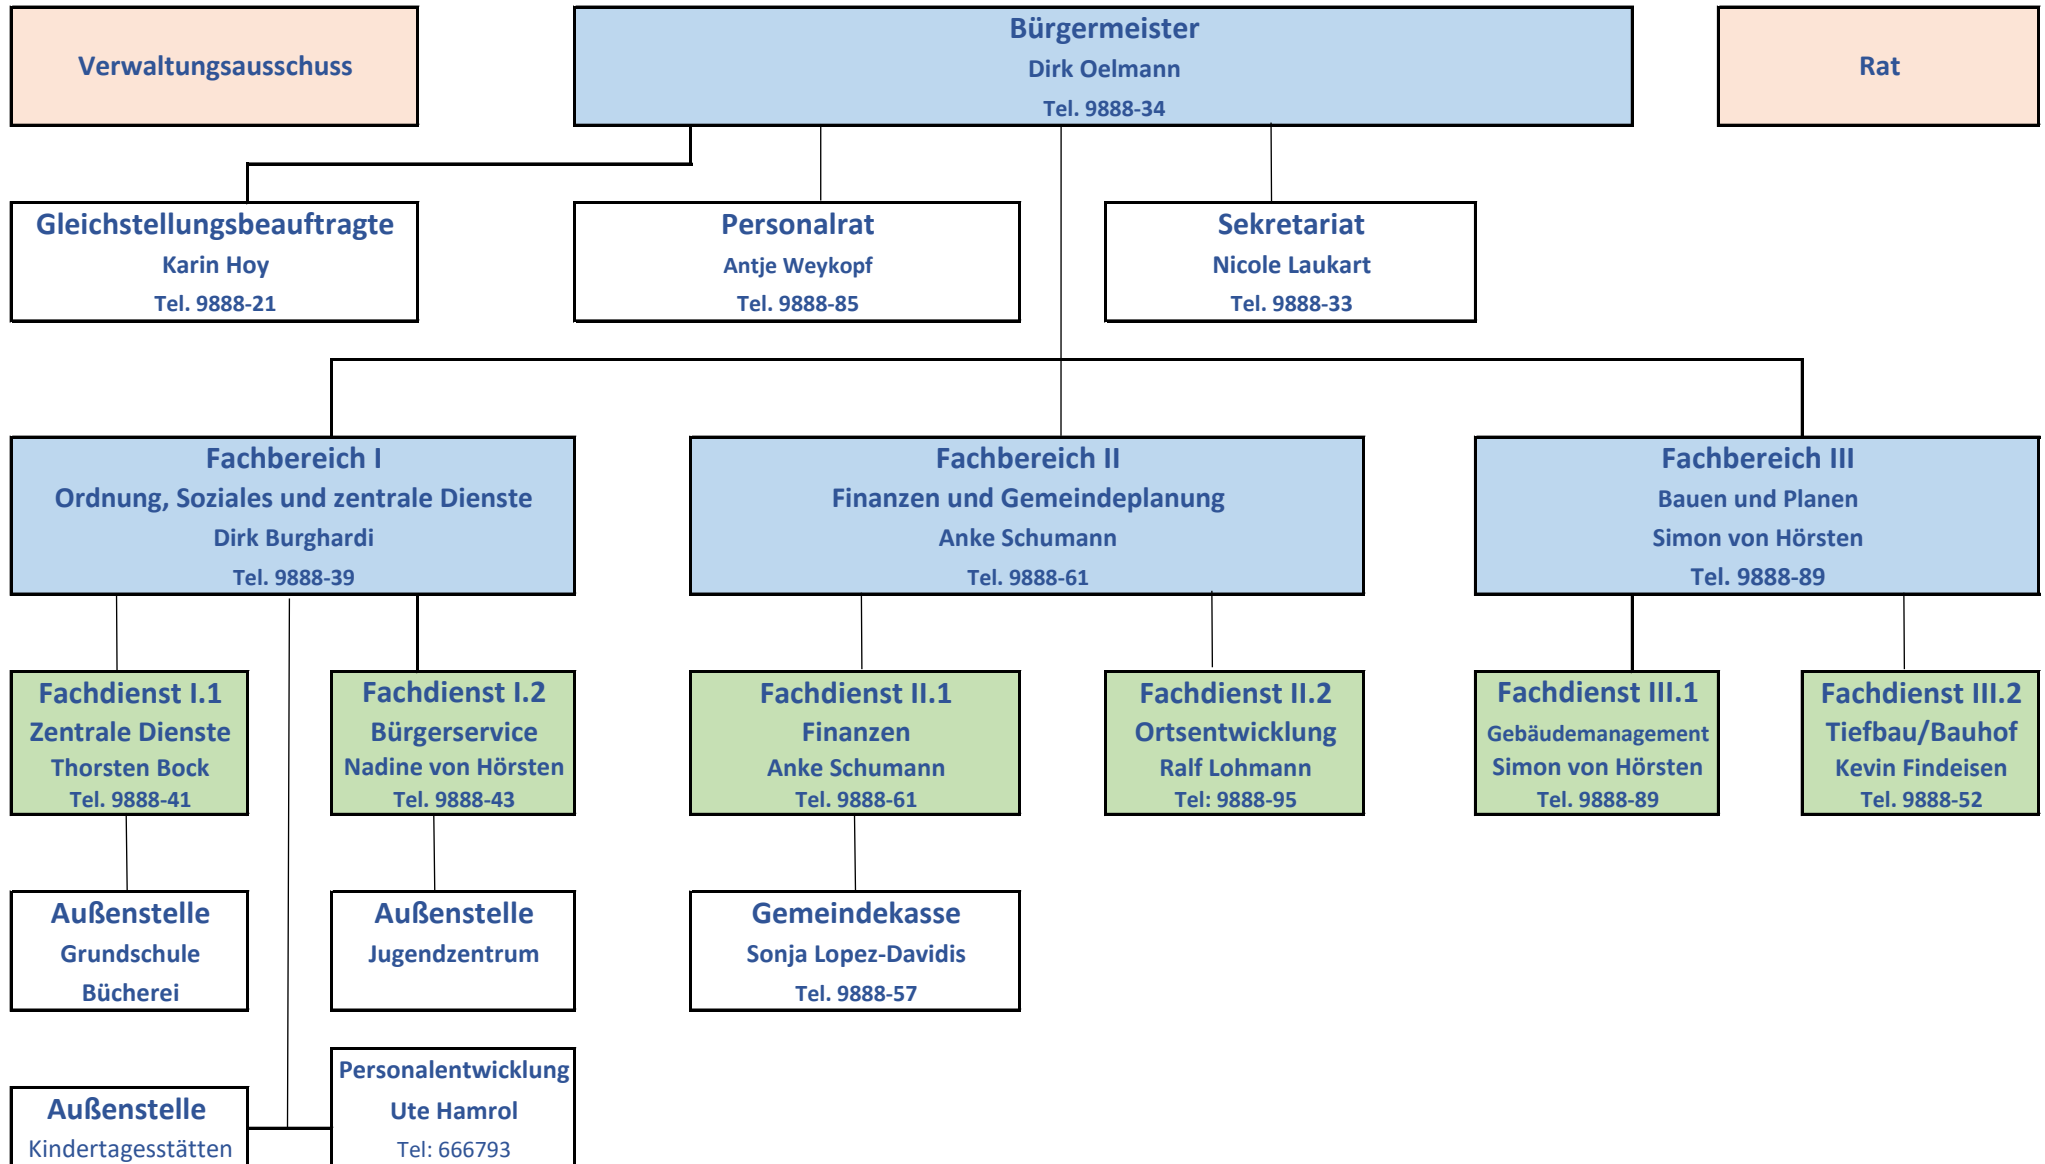 Verwaltungsausschuss
Bürgermeister
Dirk Oelmann
Tel. 9888-34
Rat
Gleichstellungsbeauftragte
Karin Hoy
Tel. 9888-21
Personalrat
Antje Weykopf
Tel. 9888-85
Sekretariat
Nicole Laukart
Tel. 9888-33
Fachbereich I
Ordnung, Soziales und zentrale Dienste
Dirk Burghardi
Tel. 9888-39
Fachbereich II
Finanzen und Gemeindeplanung
Anke Schumann
Tel. 9888-61
Fachbereich III
Bauen und Planen
Simon von Hörsten
Tel. 9888-89
Fachdienst I.1
Zentrale Dienste
Thorsten Bock
Tel. 9888-41
Fachdienst I.2
Bürgerservice
Nadine von Hörsten
Tel. 9888-43
Fachdienst II.1
Finanzen
Anke Schumann
Tel. 9888-61
Fachdienst II.2
Ortsentwicklung
Ralf Lohmann
Tel: 9888-95
Fachdienst III.1
Gebäudemanagement
Simon von Hörsten
Tel. 9888-89
Fachdienst III.2
Tiefbau/Bauhof
Kevin Findeisen
Tel. 9888-52
Außenstelle
Grundschule
Bücherei
Außenstelle
Jugendzentrum
Gemeindekasse
Sonja Lopez-Davidis
Tel. 9888-57
Außenstelle
Kindertagesstätten
Personalentwicklung
Ute Hamrol
Tel: 666793